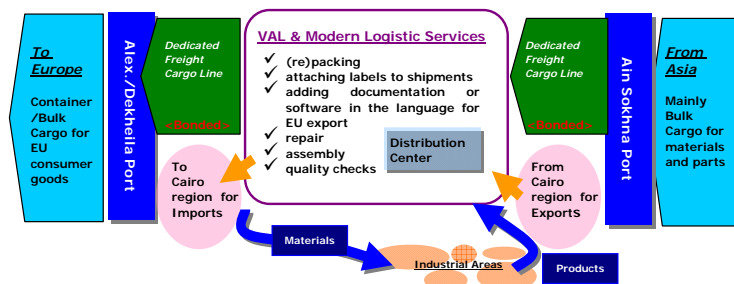 To
Europe
Container
/Bulk
Cargo for
EU
consumer
goods
Alex./Dekheila Port
Dedicated
Freight
Cargo Line
<Bonded>
To
Cairo
region for
Imports
VAL & Modern Logistic Services
✓ (re)packing
✓ attaching labels to shipments
✓ adding documentation or
software in the language for
EU export
✓ repair
✓ assembly
✓ quality checks
Distribution
Center
Dedicated
Freight
Cargo Line
<Bonded>
From
Cairo
region for
Exports
Ain Sokhna Port
From
Asia
Mainly
Bulk
Cargo for
materials
and parts
Materials
Industrial Areas
Products